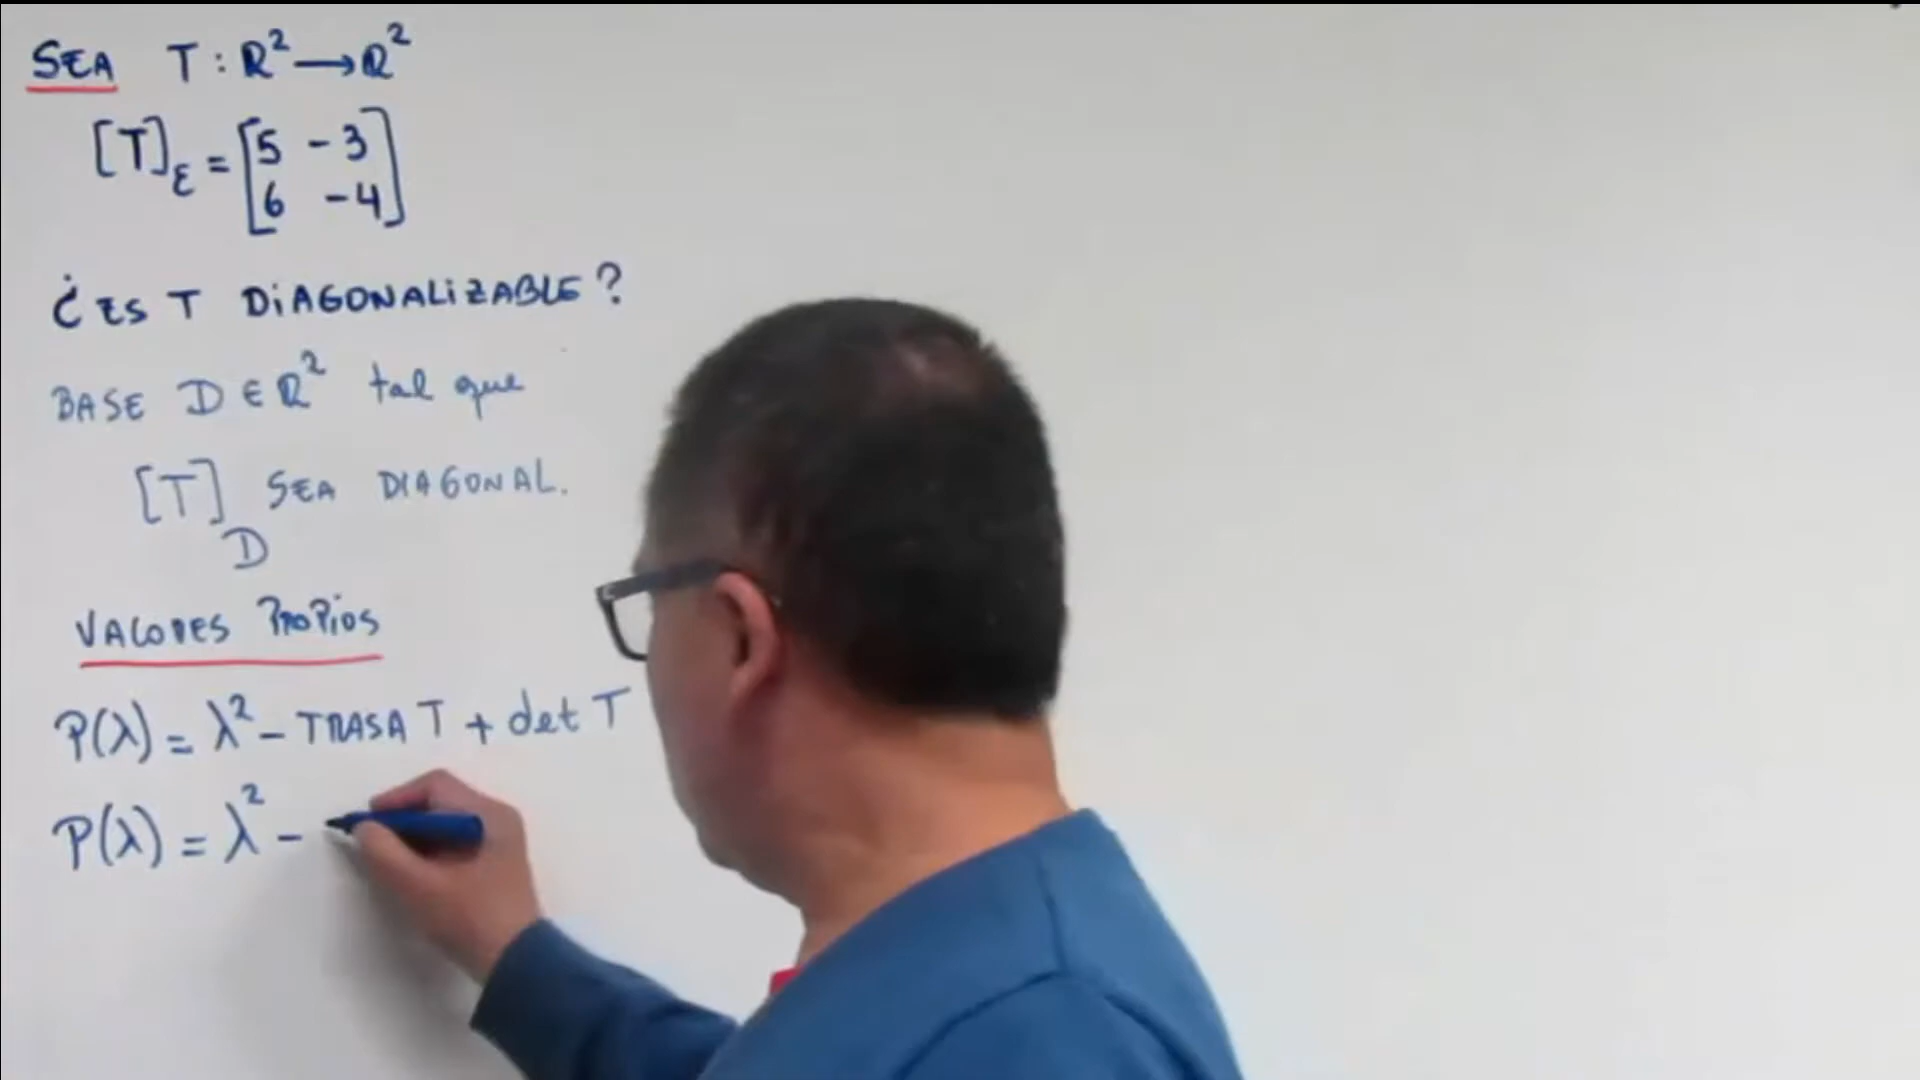 SEA T : R² → R²
[T]ε = [5 -3
6 -4]
¿ES T DIAGONALIZABLE?
BASE D ∈ R² tal que
[T]D SEA DIAGONAL.
VALORES PROPIOS
P(λ) = λ² - TRASA T + det T
P(λ) = λ² -